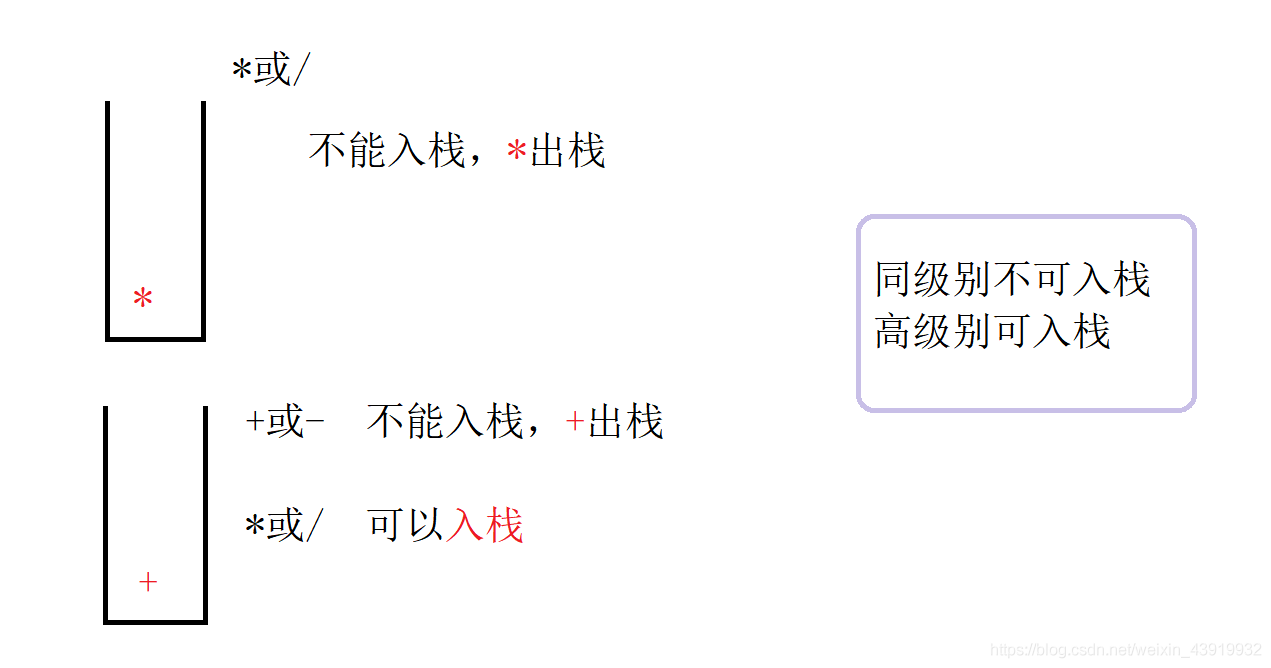 *或/
不能入栈，*出栈
*
同级别不可入栈
高级别可入栈
+或- 不能入栈，+出栈
*或/ 可以入栈
+
https://blog.csdn.net/weixin_43919932